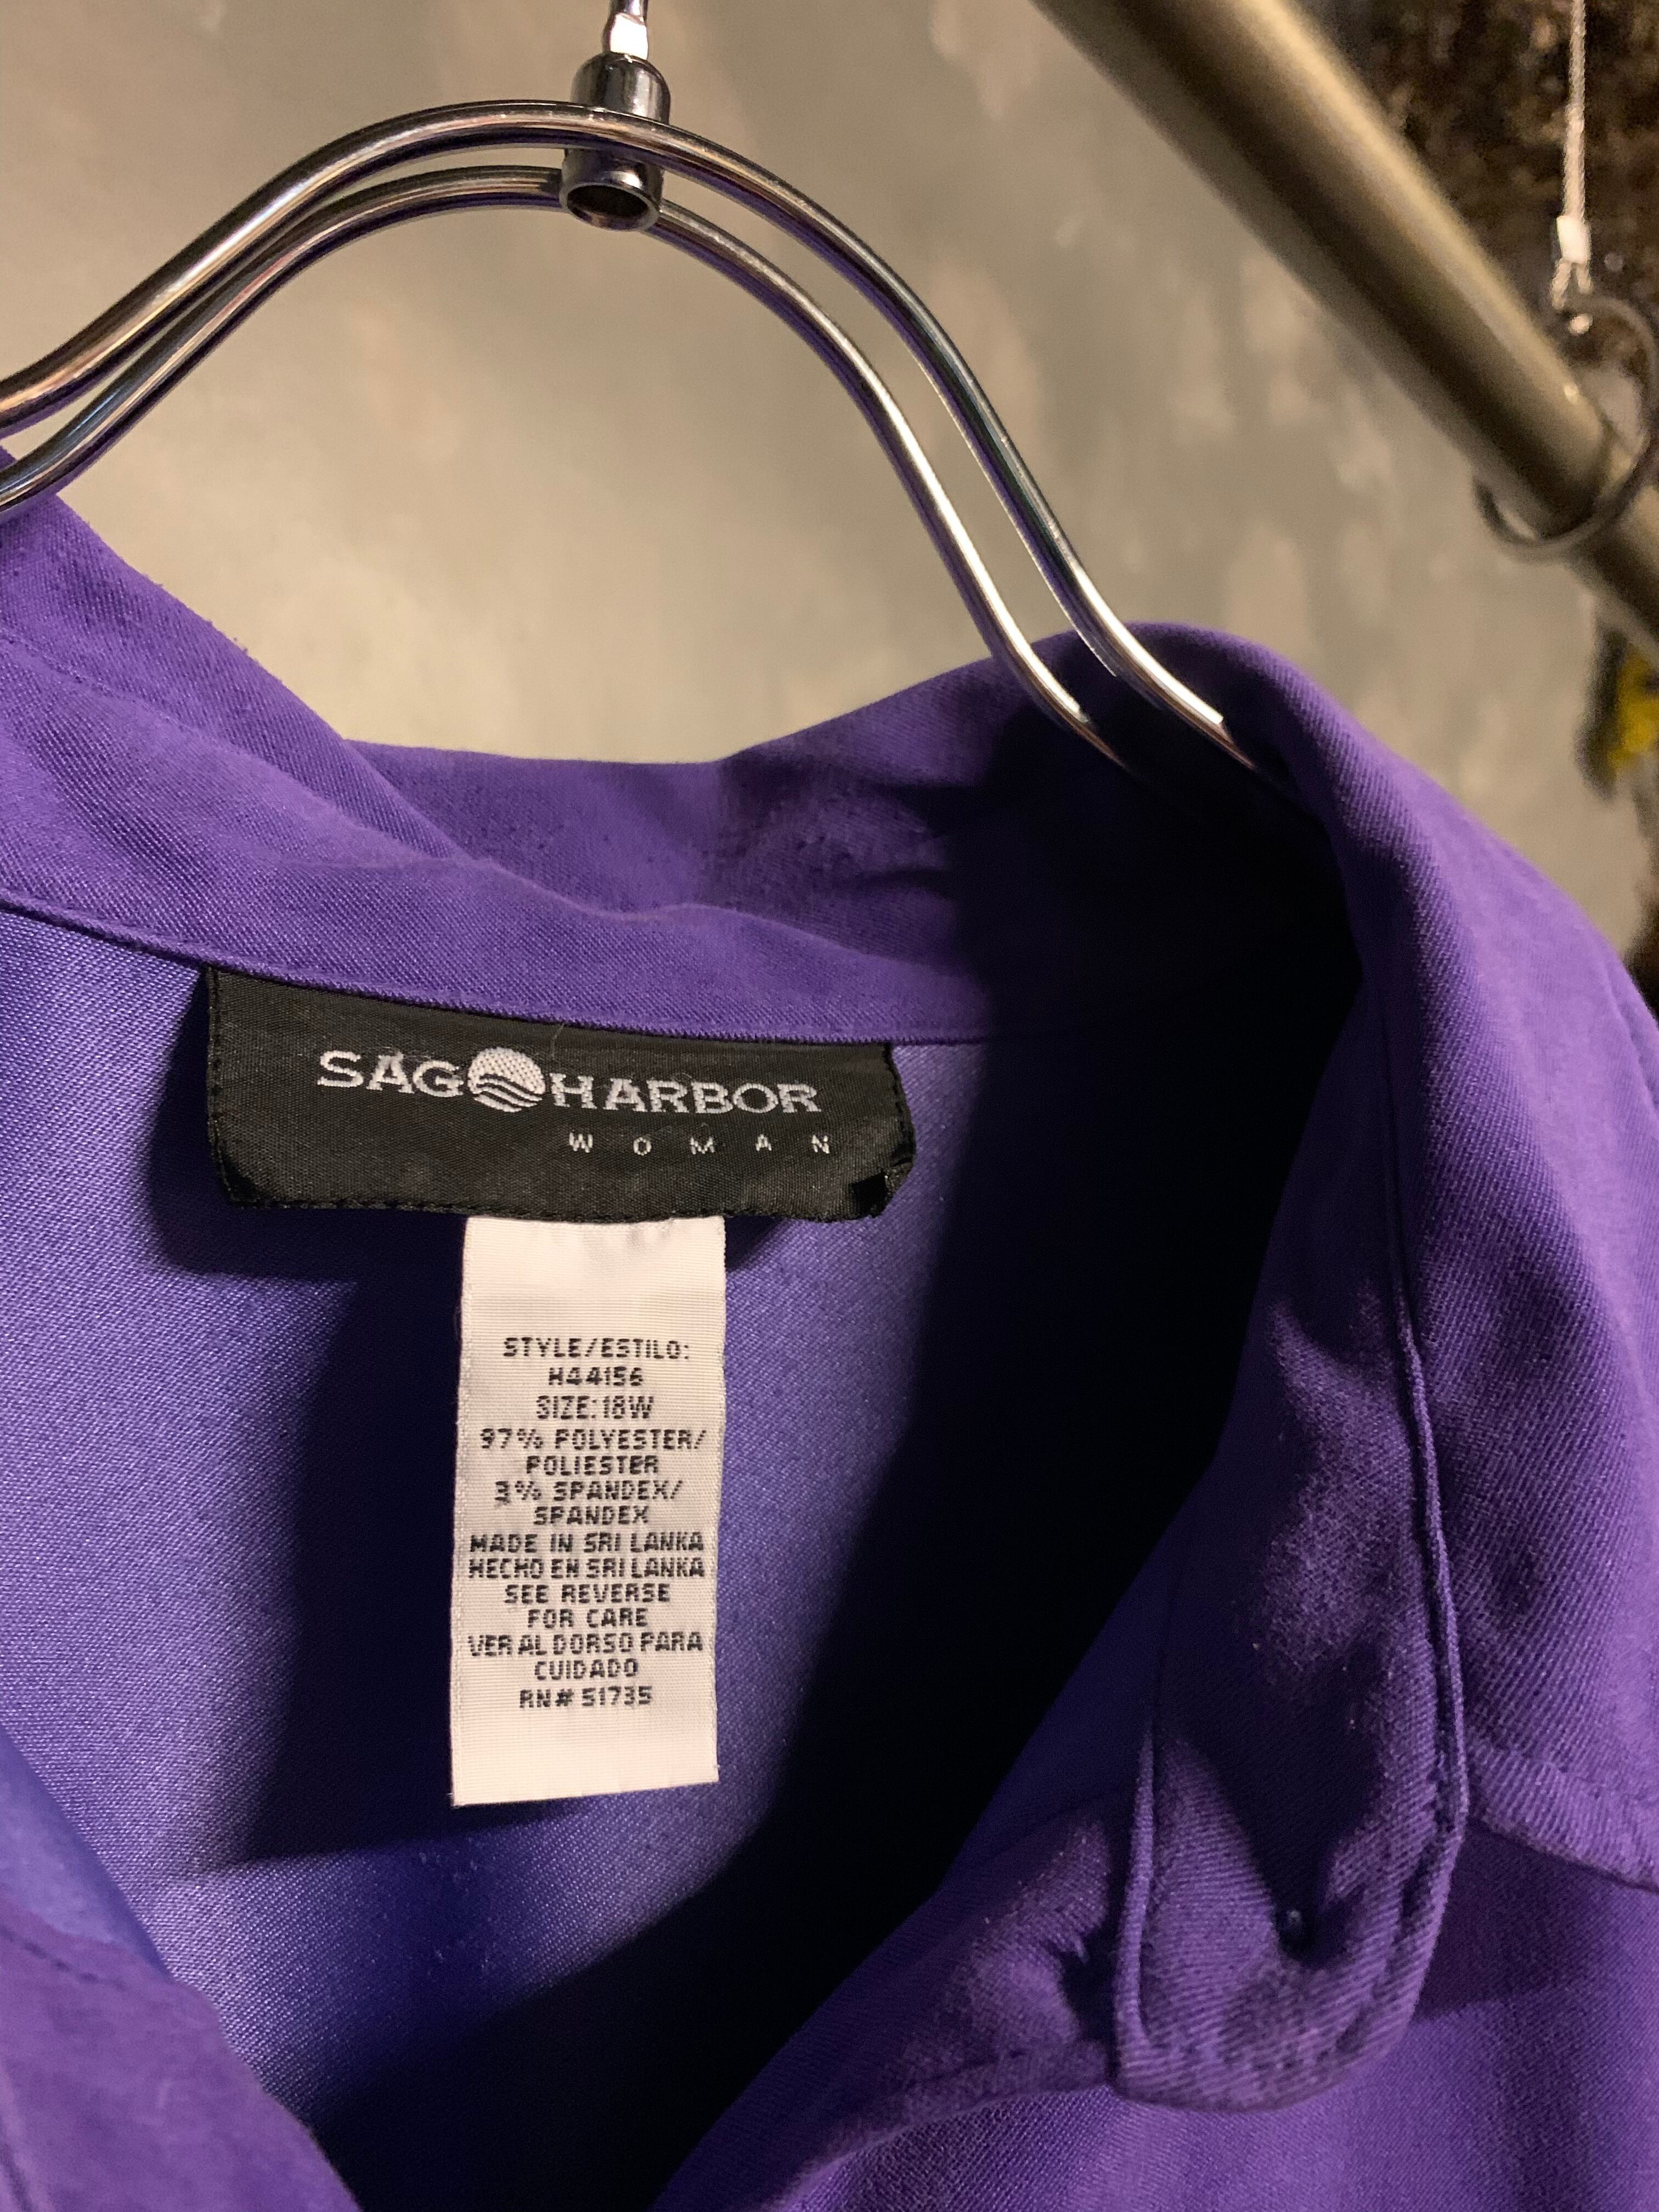 SAG HARBOR
WOMAN
STYLE/ESTILO:
H44156
SIZE:18W
97% POLYESTER/
POLIESTER
3% SPANDEX/
SPANDEX
MADE IN SRI LANKA
HECHO EN SRI LANKA
SEE REVERSE
FOR CARE
VER AL DORSO PARA
CUIDADO
RN# 51735